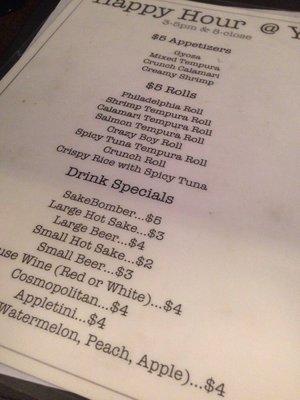 Happy Hour @ Y
3-5pm & 8-close
$5 Appetizers
Gyoza
Mixed Tempura
Crunch Calamari
Creamy Shrimp
$5 Rolls
Philadelphia Roll
Shrimp Tempura Roll
Calamari Tempura Roll
Salmon Tempura Roll
Crazy Boy Roll
Spicy Tuna Tempura Roll
Crunch Roll
Crispy Rice with Spicy Tuna
Drink Specials
SakeBomber...$5
Large Hot Sake...$3
Large Beer...$4
Small Hot Sake...$2
Small Beer...$3
use Wine (Red or White)...$4
Cosmopolitan...$4
Appletini...$4
Watermelon, Peach, Apple)...$4